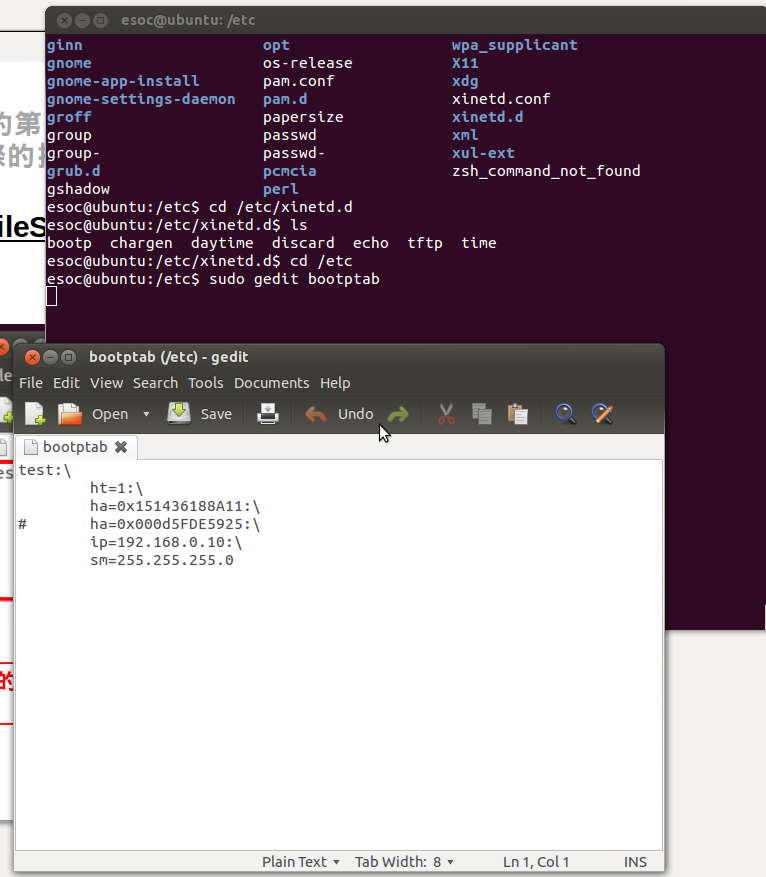 esoc@ubuntu: /etc
ginn opt wpa_supplicant
gnome os-release X11
gnome-app-install pam.conf xdg
gnome-settings-daemon pam.d xinetd.conf
groff papersize xinetd.d
group passwd xml
group- passwd- xul-ext
grub.d pcmcia zsh_command_not_found
gshadow perl
esoc@ubuntu:/etc$ cd /etc/xinetd.d
esoc@ubuntu:/etc/xinetd.d$ ls
bootp chargen daytime discard echo tftp time
esoc@ubuntu:/etc/xinetd.d$ cd /etc
esoc@ubuntu:/etc$ sudo gedit bootptab
的第
的
ileS
bootptab (/etc) - gedit
File Edit View Search Tools Documents Help
Open Save Undo
bootptab
test:\
ht=1:\
ha=0x151436188A11:\
# ha=0x000d5FDE5925:\
ip=192.168.0.10:\
sm=255.255.255.0
的
Plain Text Tab Width: 8 Ln 1, Col 1 INS